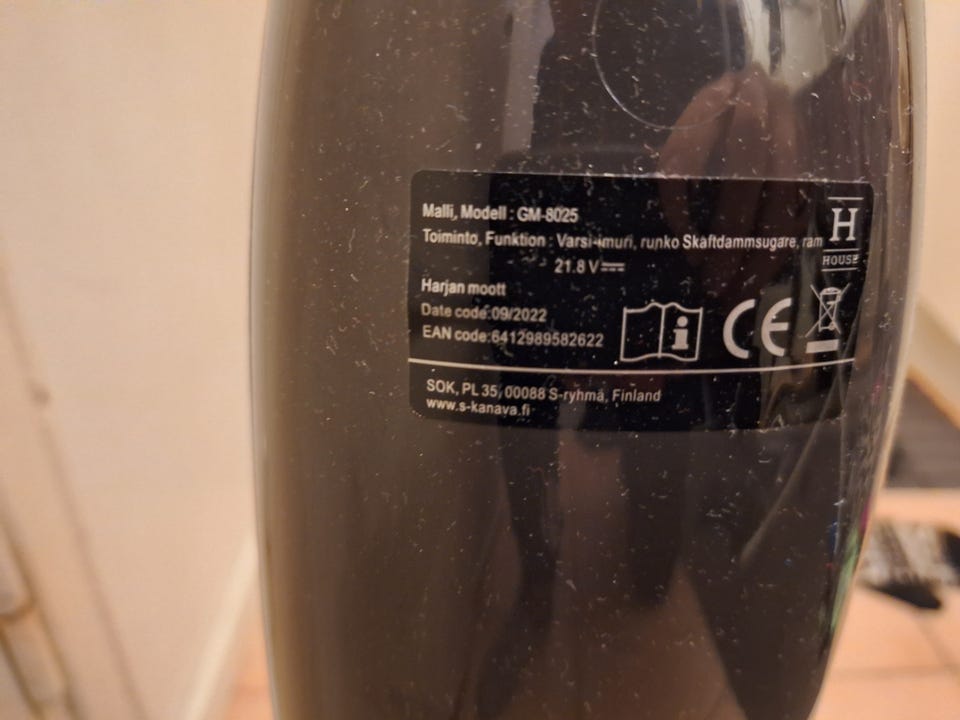 Malli, Modell : GM-8025
Toiminto, Funktion : Varsi-imuri, runko Skaftdammsugare, ram
21.8 V
Harjan moott
Date code:09/2022
EAN code:6412989582622
H
HOUSE
i
CE
SOK, PL 35, 00088 S-ryhmä, Finland
www.s-kanava.fi